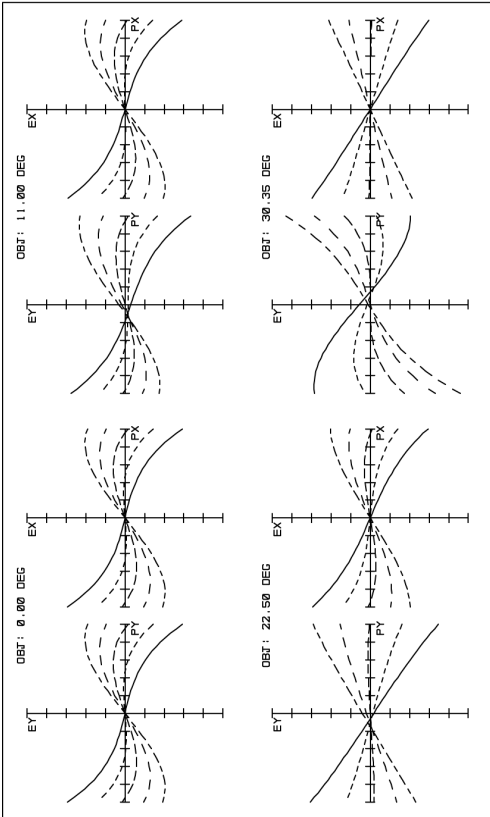 OBJ: 0.00 DEG
EY
PY
EX
PX
OBJ: 11.00 DEG
EY
PY
EX
PX
OBJ: 22.50 DEG
EY
PY
EX
PX
OBJ: 30.35 DEG
EY
PY
EX
PX